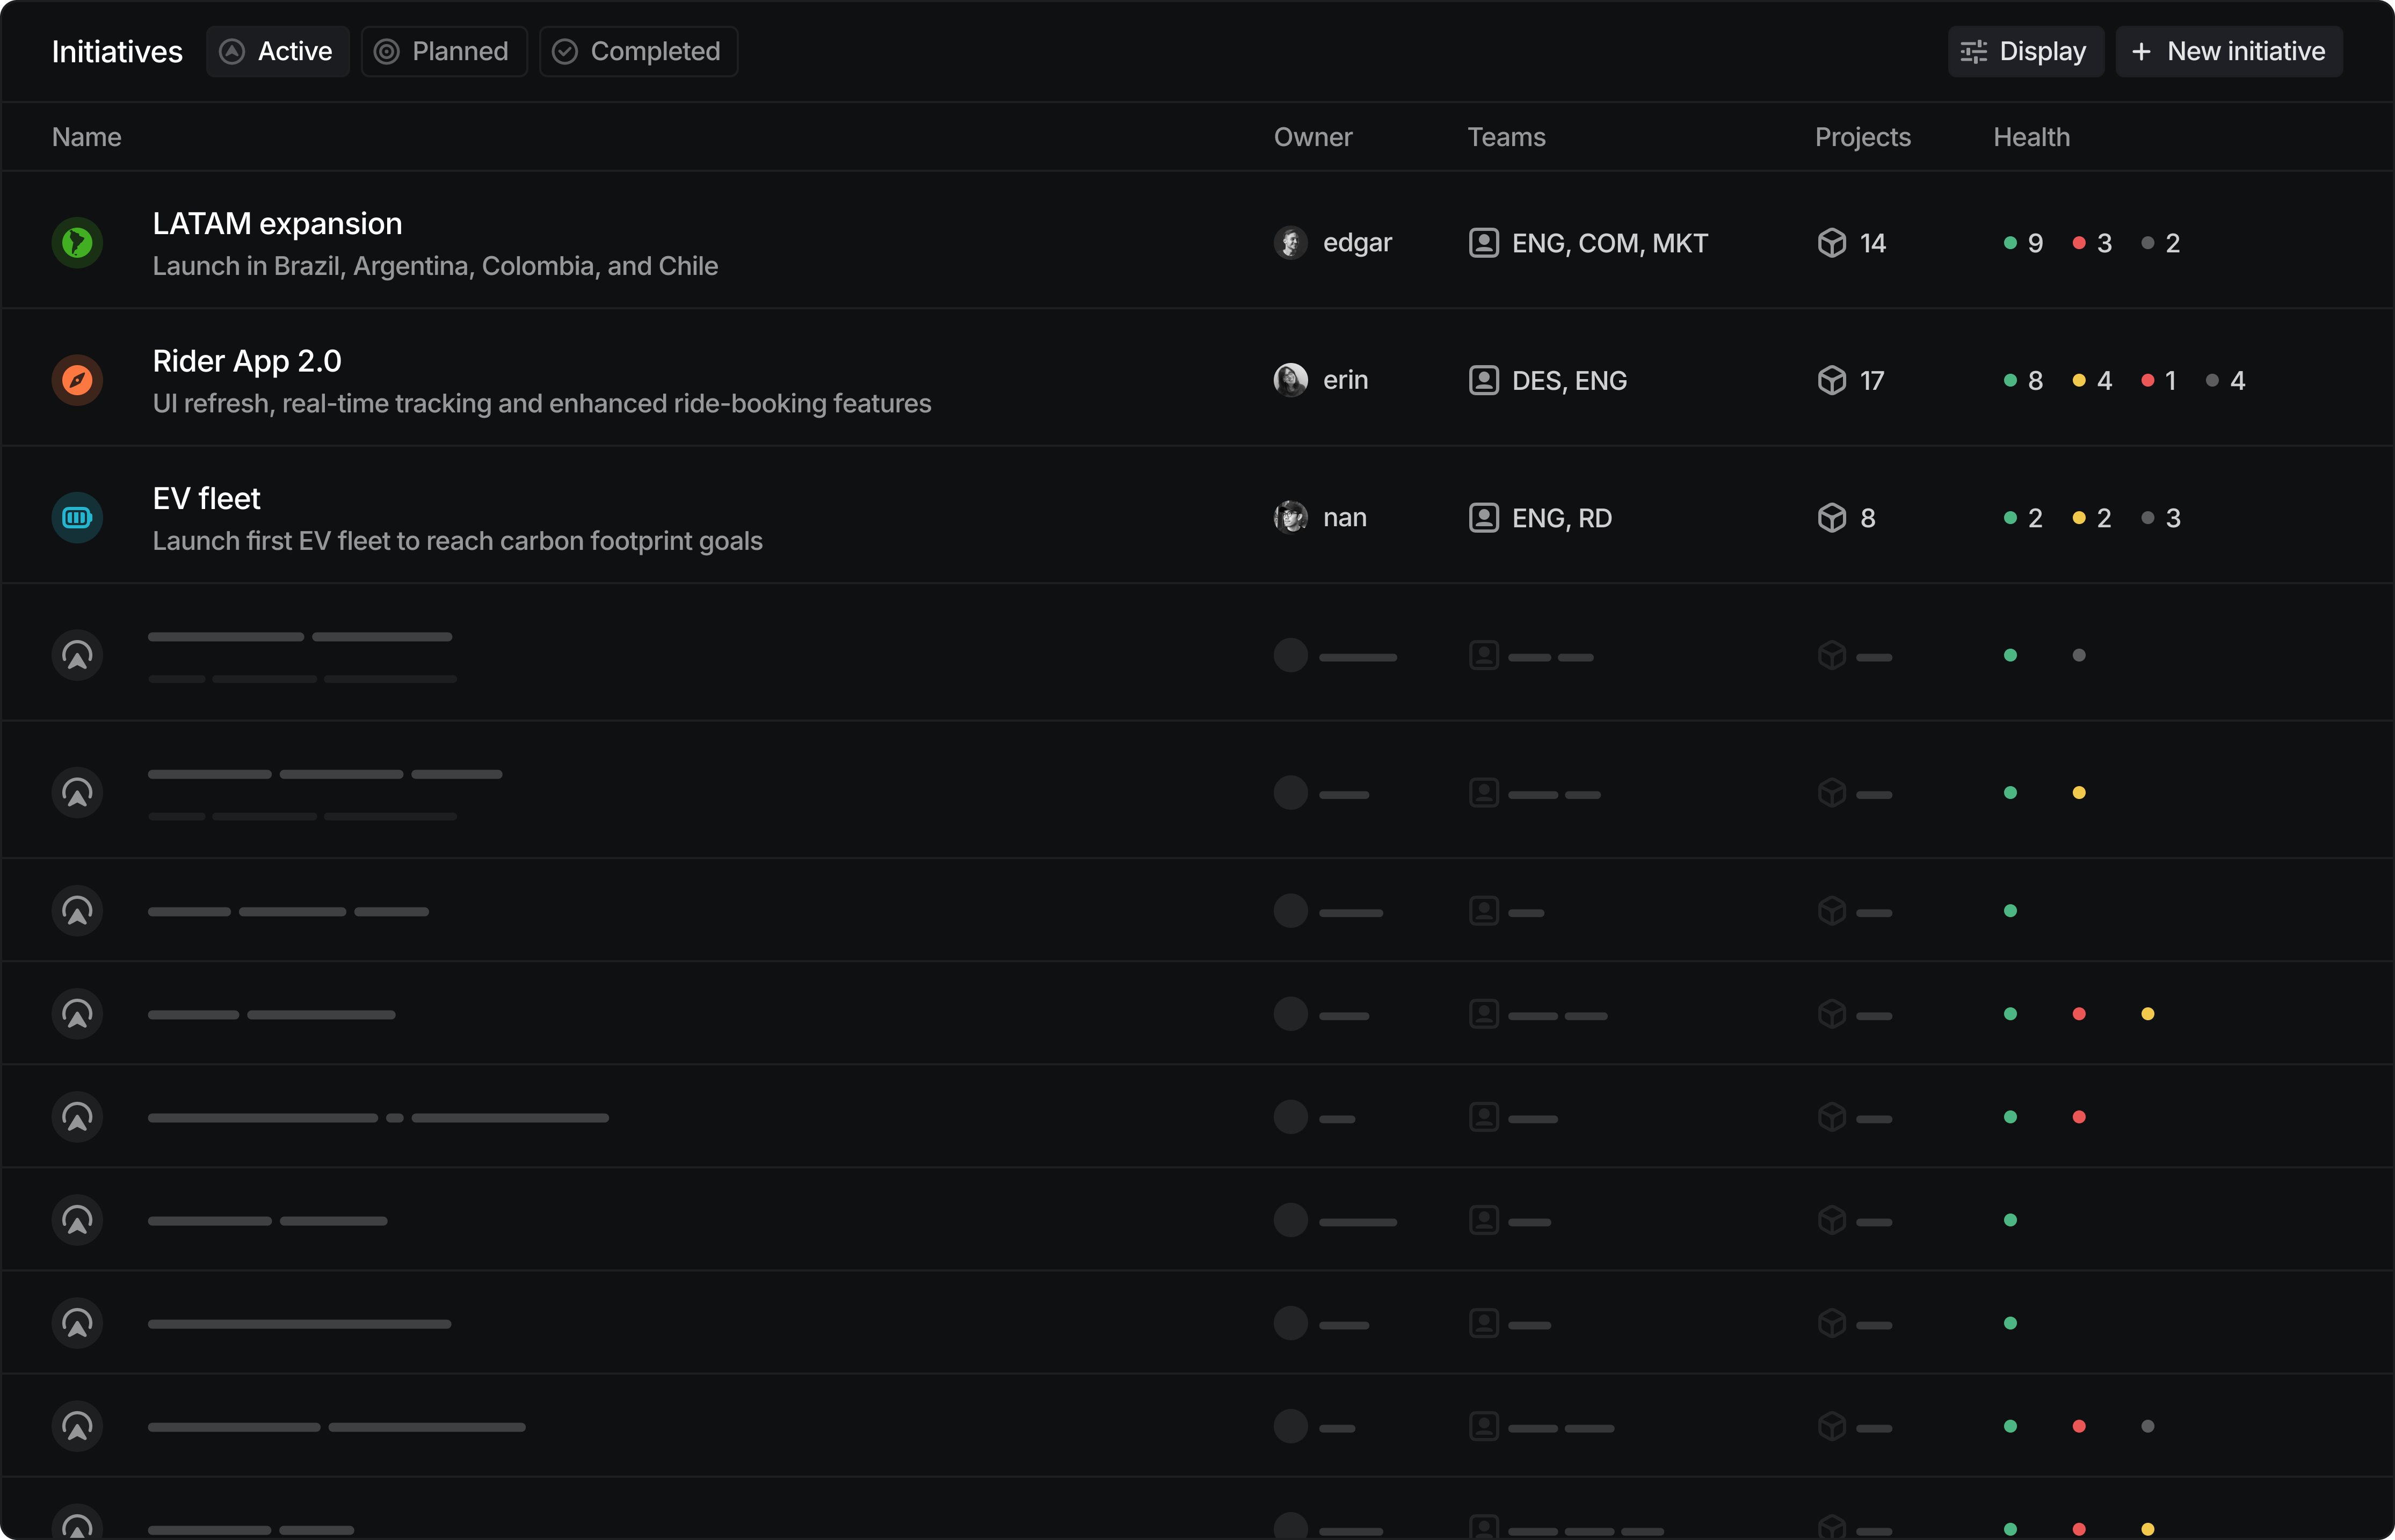 Initiatives Active Planned Completed Display + New initiative
Name Owner Teams Projects Health
LATAM expansion
Launch in Brazil, Argentina, Colombia, and Chile
edgar ENG, COM, MKT 14 9 3 2
Rider App 2.0
UI refresh, real-time tracking and enhanced ride-booking features
erin DES, ENG 17 8 4 1 4
EV fleet
Launch first EV fleet to reach carbon footprint goals
nan ENG, RD 8 2 2 3